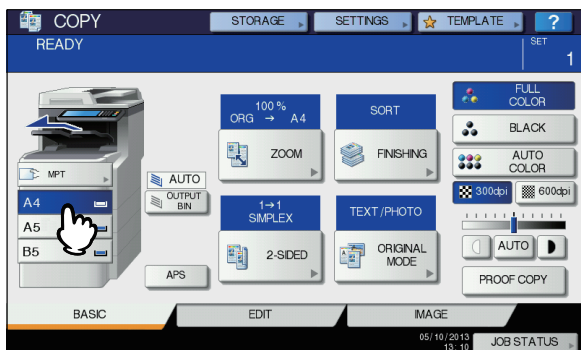 COPY
STORAGE
SETTINGS
TEMPLATE
?
READY
SET
1
100 %
ORG → A4
ZOOM
SORT
FINISHING
FULL
COLOR
BLACK
AUTO
COLOR
300dpi
600dpi
MPT
A4
A5
B5
AUTO
OUTPUT
BIN
APS
1→1
SIMPLEX
2-SIDED
TEXT/PHOTO
ORIGINAL
MODE
AUTO
PROOF COPY
BASIC
EDIT
IMAGE
05/10/2013
13:10
JOB STATUS